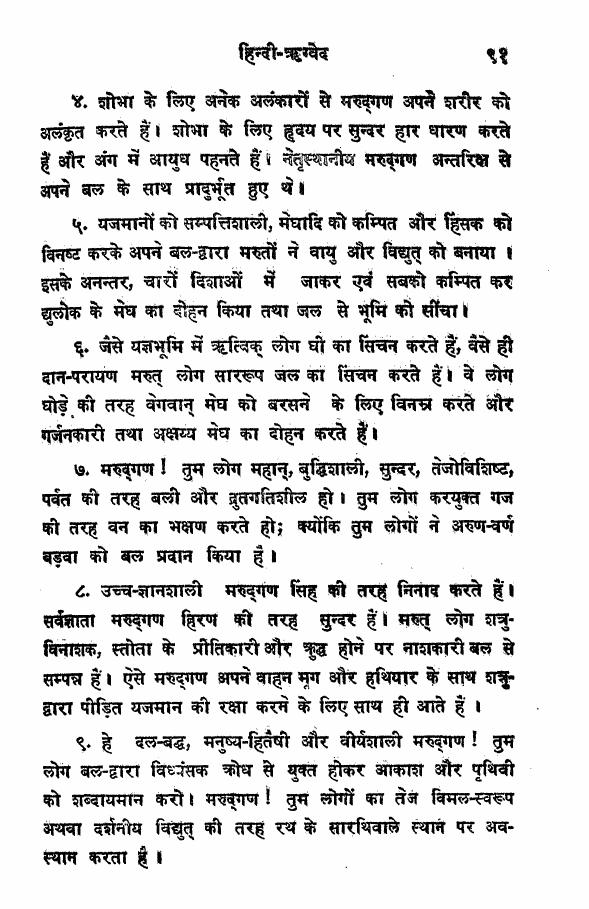 हिन्दी-ऋग्वेद ९१
४. शोभा के लिए अनेक अलंकारों से मरुद्गण अपने शरीर को
अलंकृत करते हैं। शोभा के लिए हृदय पर सुन्दर हार धारण करते
हैं और अंग में आयुध पहनते हैं। नेतृस्थानीय मरुद्गण अन्तरिक्ष से
अपने बल के साथ प्रादुर्भूत हुए थे।
५. यजमानों को सम्पत्तिशाली, मेघादि को कम्पित और हिंसक को
विनष्ट करके अपने बल-द्वारा मरुतों ने वायु और विद्युत् को बनाया ।
इसके अनन्तर, चारों दिशाओं में जाकर एवं सबको कम्पित कर
द्युलोक के मेघ का दोहन किया तथा जल से भूमि को सींचा।
६. जैसे यज्ञभूमि में ऋत्विक् लोग घी का सिंचन करते हैं, वैसे ही
दान-परायण मरुत् लोग साररूप जल का सिंचन करते हैं। वे लोग
घोड़े की तरह वेगवान् मेघ को बरसने के लिए विनम्र करते और
गर्जनकारी तथा अक्षय्य मेघ का दोहन करते हैं।
७. मरुद्गण! तुम लोग महान्, बुद्धिशाली, सुन्दर, तेजोविशिष्ट,
पर्वत की तरह बली और द्रुतगतिशील हो। तुम लोग करयुक्त गज
की तरह वन का भक्षण करते हो; क्योंकि तुम लोगों ने अरुण-वर्ण
बड़वा को बल प्रदान किया है।
८. उच्च-ज्ञानशाली मरुद्गण सिंह की तरह निनाद करते हैं।
सर्वज्ञाता मरुद्गण हिरण की तरह सुन्दर हैं। मरुत् लोग शत्रु-
विनाशक, स्तोता के प्रीतिकारी और क्रुद्ध होने पर नाशकारी बल से
सम्पन्न हैं। ऐसे मरुद्गण अपने वाहन मृग और हथियार के साथ शत्रु-
द्वारा पीड़ित यजमान की रक्षा करमे के लिए साथ ही आते हैं ।
९. हे दल-बद्ध, मनुष्य-हितैषी और वीर्यशाली मरुद्गण! तुम
लोग बल-द्वारा विध्वंसक क्रोध से युक्त होकर आकाश और पृथिवी
को शब्दायमान करो। मरुद्गण! तुम लोगों का तेज विमल-स्वरूप
अथवा दर्शनीय विद्युत् की तरह रथ के सारथिवाले स्थान पर अव-
स्थान करता है ।